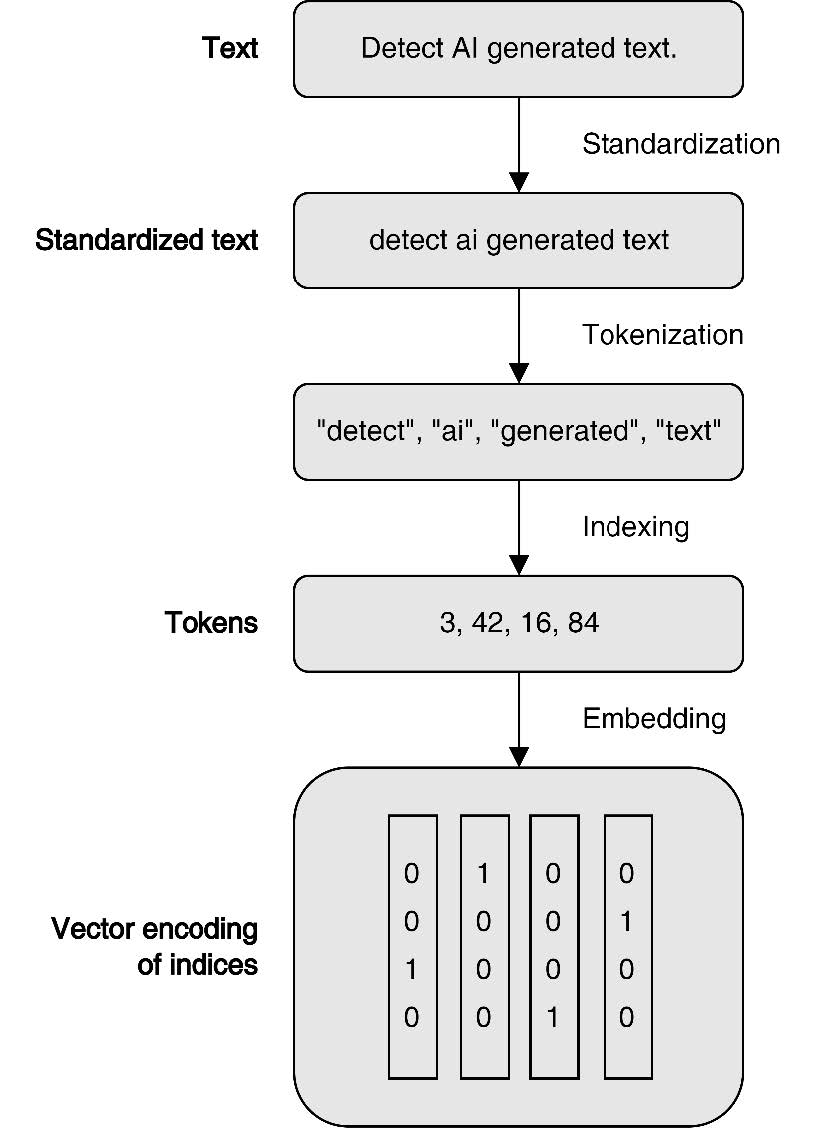 Text
Detect AI generated text.
Standardization
Standardized text
detect ai generated text
Tokenization
"detect", "ai", "generated", "text"
Indexing
Tokens
3, 42, 16, 84
Embedding
Vector encoding
of indices
0 1 0 0
0 0 0 1
1 0 0 0
0 0 1 0